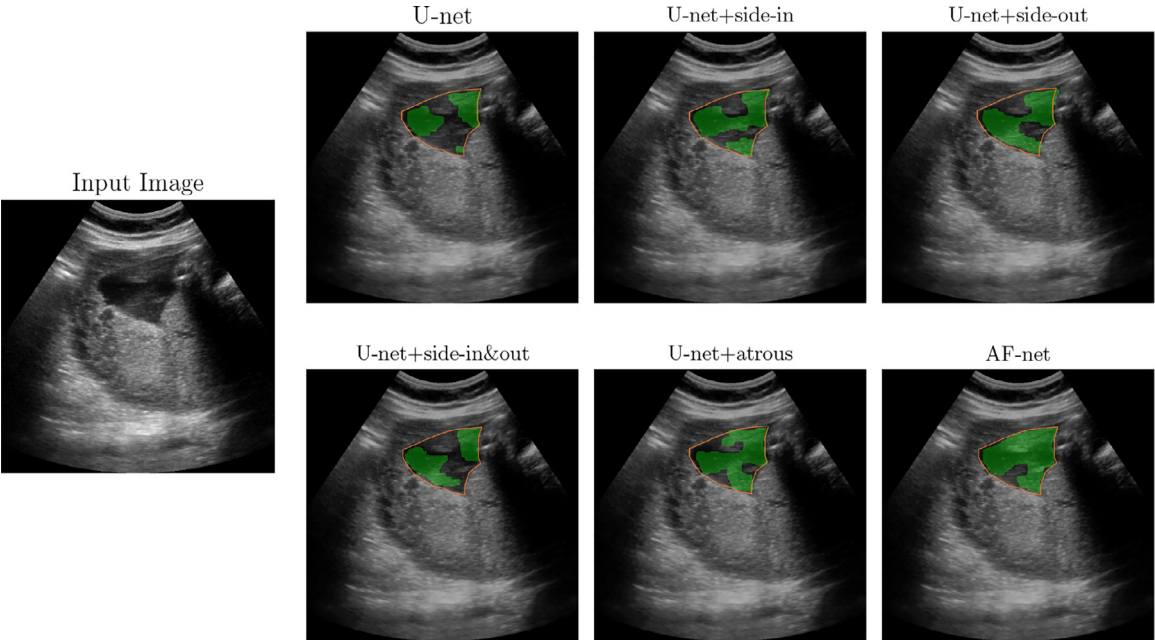 U-net
U-net+side-in
U-net+side-out
Input Image
U-net+side-in&out
U-net+atrous
AF-net